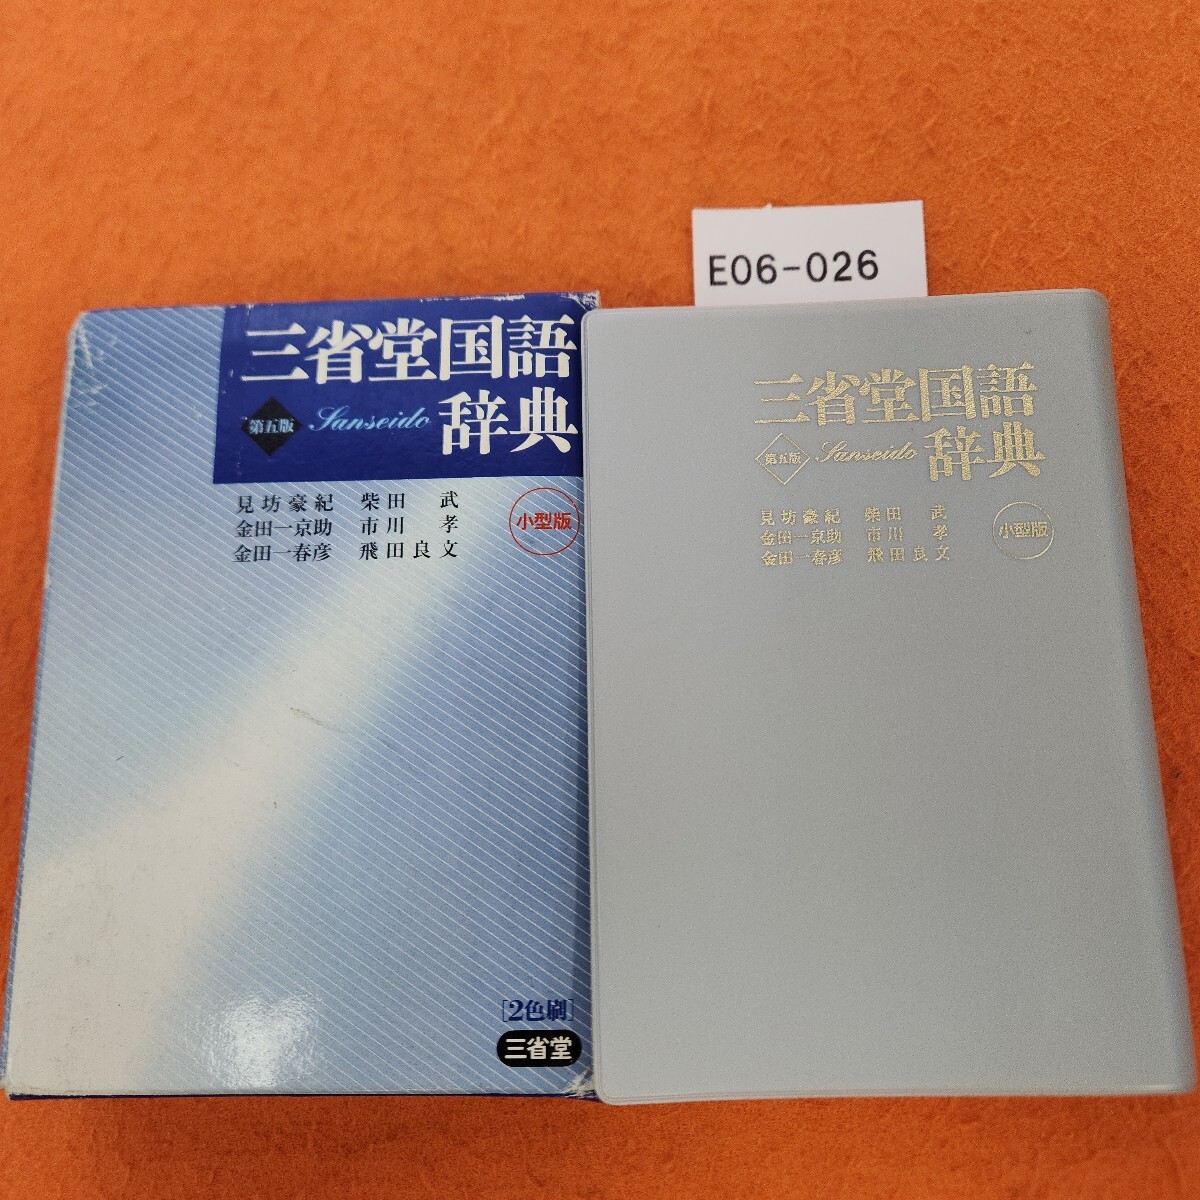 E06-026
三省堂国語
辞典
第五版
Sanseido
見坊豪紀 柴田 武
金田一京助 市川 孝
金田一春彦 飛田良文
小型版
[2色刷]
三省堂
三省堂国語
辞典
第五版
Sanseido
見坊豪紀 柴田 武
金田一京助 市川 孝
金田一春彦 飛田良文
小型版